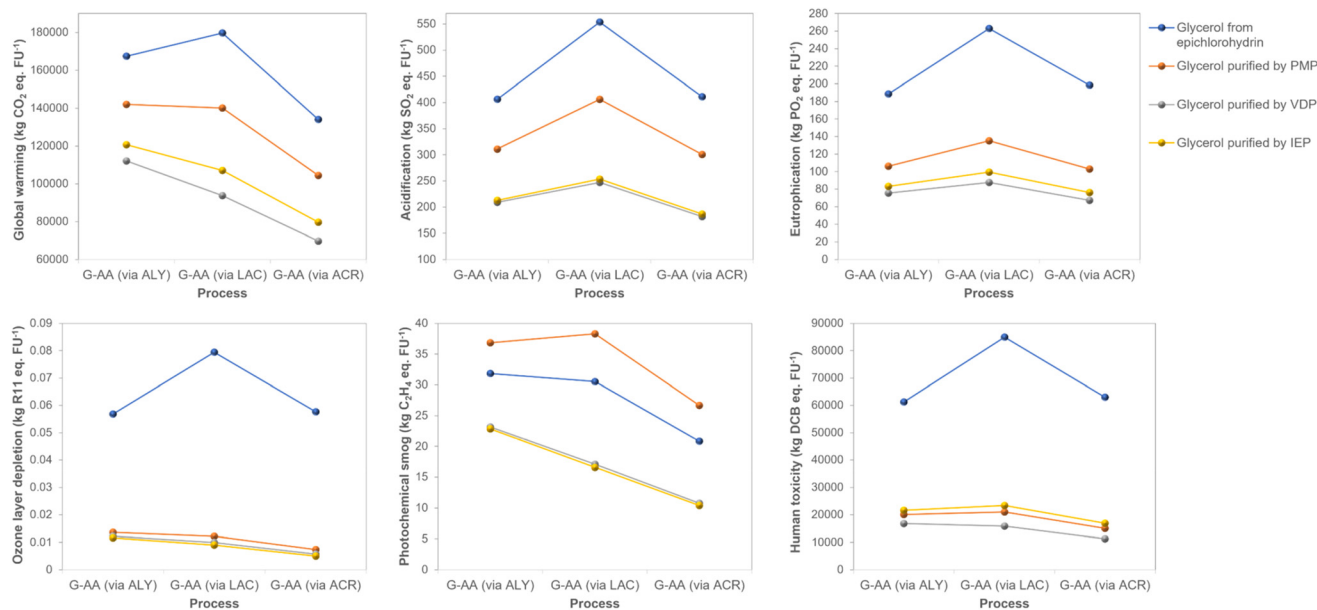 Global warming (kg CO₂ eq. FU⁻¹)
180000
160000
140000
120000
100000
80000
60000
G-AA (via ALY) G-AA (via LAC) G-AA (via ACR)
Process
Acidification (kg SO₂ eq. FU⁻¹)
550
500
450
400
350
300
250
200
150
100
G-AA (via ALY) G-AA (via LAC) G-AA (via ACR)
Process
Eutrophication (kg PO₂ eq. FU⁻¹)
280
260
240
220
200
180
160
140
120
100
80
60
40
20
0
G-AA (via ALY) G-AA (via LAC) G-AA (via ACR)
Process
Glycerol from
epichlorohydrin
Glycerol purified by PMP
Glycerol purified by VDP
Glycerol purified by IEP
Ozone layer depletion (kg R11 eq. FU⁻¹)
0.09
0.08
0.07
0.06
0.05
0.04
0.03
0.02
0.01
0
G-AA (via ALY) G-AA (via LAC) G-AA (via ACR)
Process
Photochemical smog (kg C₂H₄ eq. FU⁻¹)
40
35
30
25
20
15
10
5
0
G-AA (via ALY) G-AA (via LAC) G-AA (via ACR)
Process
Human toxicity (kg DCB eq. FU⁻¹)
90000
80000
70000
60000
50000
40000
30000
20000
10000
0
G-AA (via ALY) G-AA (via LAC) G-AA (via ACR)
Process